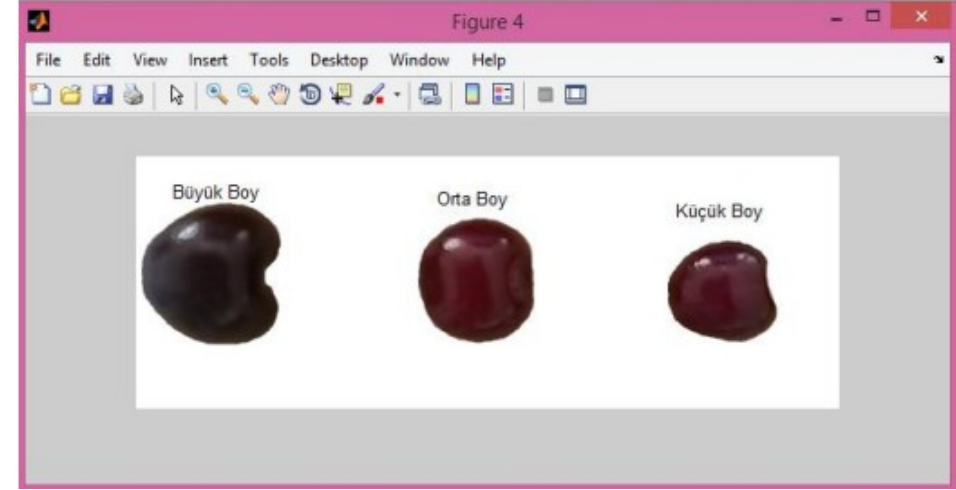 Figure 4
File Edit View Insert Tools Desktop Window Help
Büyük Boy
Orta Boy
Küçük Boy